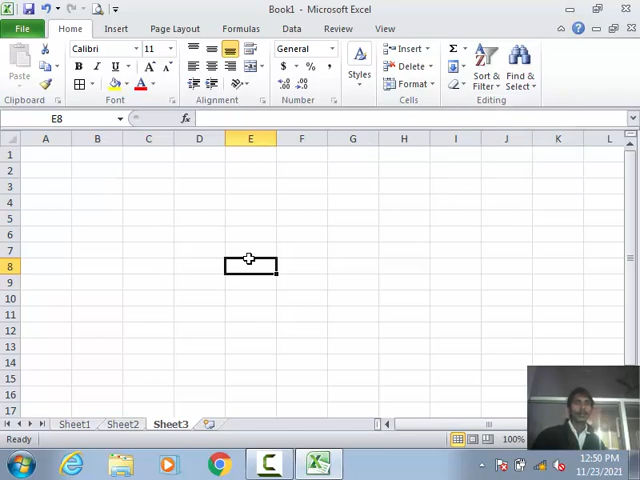 Book1 - Microsoft Excel
File Home Insert Page Layout Formulas Data Review View
Paste Calibri 11 General Styles Insert Delete Format Sort & Filter Find & Select
Clipboard Font Alignment Number Cells Editing
E8 fx
A B C D E F G H I J K L
1
2
3
4
5
6
7
8
9
10
11
12
13
14
15
16
17
Sheet1 Sheet2 Sheet3
Ready 100%
12:50 PM
11/23/2021